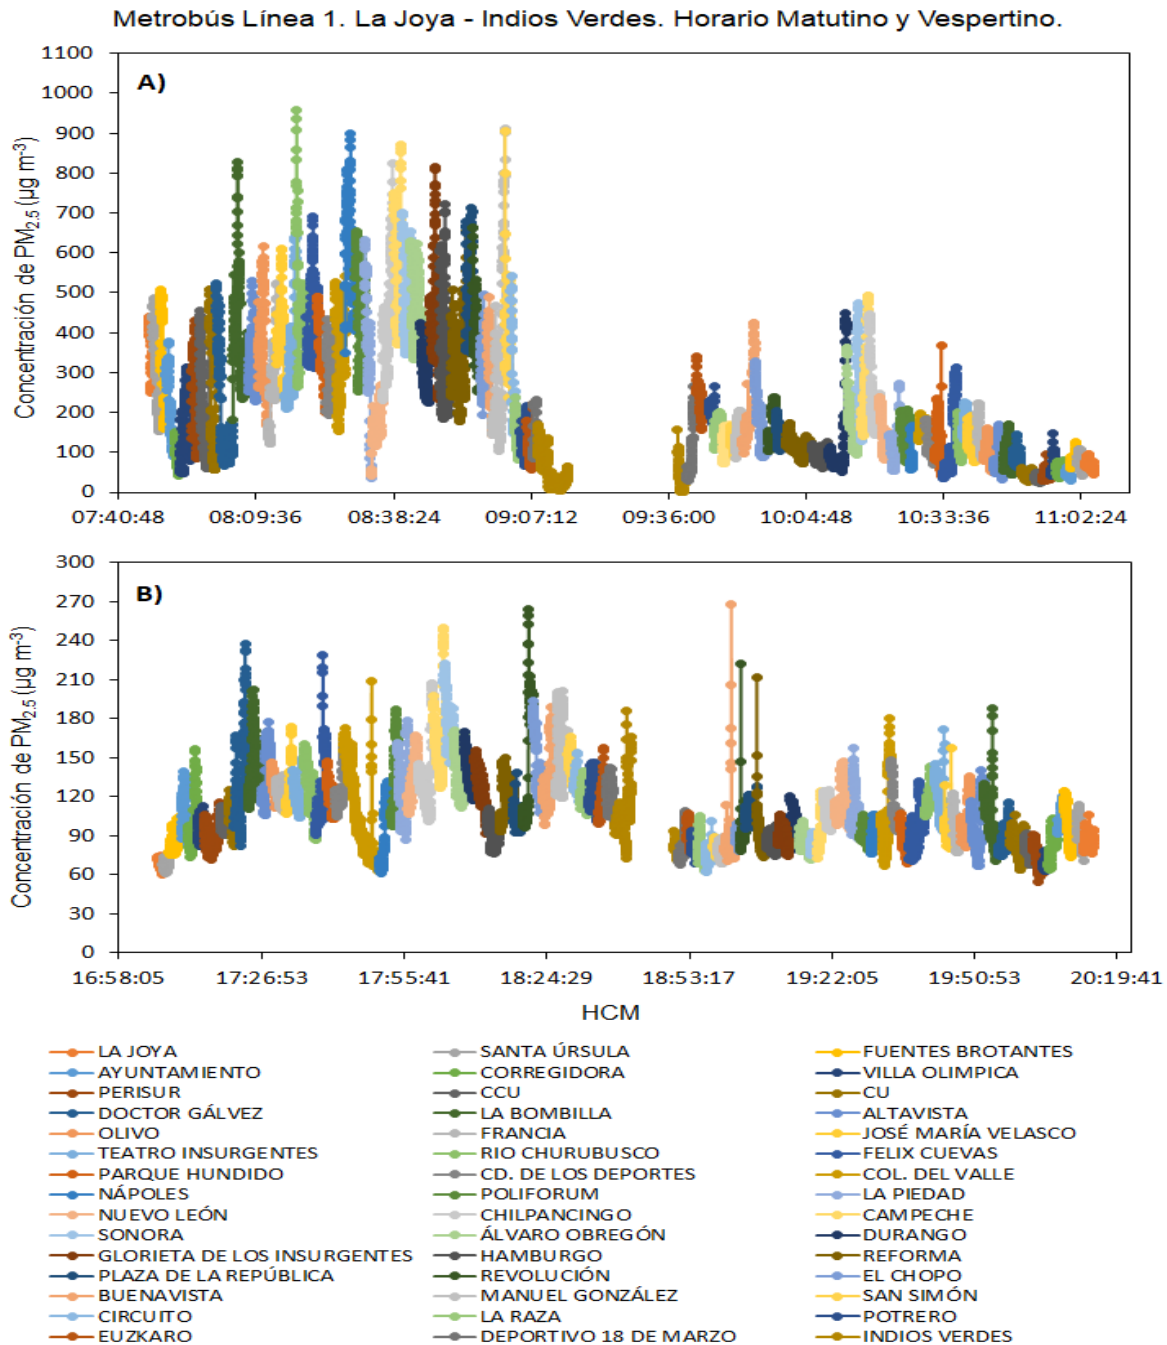 Metrobús Línea 1. La Joya - Indios Verdes. Horario Matutino y Vespertino.
A)
Concentración de PM2.5 (µg m-3)
1100
1000
900
800
700
600
500
400
300
200
100
0
07:40:48 08:09:36 08:38:24 09:07:12 09:36:00 10:04:48 10:33:36 11:02:24
B)
Concentración de PM2.5 (µg m-3)
300
270
240
210
180
150
120
90
60
30
0
16:58:05 17:26:53 17:55:41 18:24:29 18:53:17 19:22:05 19:50:53 20:19:41
HCM
LA JOYA SANTA ÚRSULA FUENTES BROTANTES
AYUNTAMIENTO CORREGIDORA VILLA OLIMPICA
PERISUR CCU CU
DOCTOR GÁLVEZ LA BOMBILLA ALTAVISTA
OLIVO FRANCIA JOSÉ MARÍA VELASCO
TEATRO INSURGENTES RIO CHURUBUSCO FELIX CUEVAS
PARQUE HUNDIDO CD. DE LOS DEPORTES COL. DEL VALLE
NÁPOLES POLIFORUM LA PIEDAD
NUEVO LEÓN CHILPANCINGO CAMPECHE
SONORA ÁLVARO OBREGÓN DURANGO
GLORIETA DE LOS INSURGENTES HAMBURGO REFORMA
PLAZA DE LA REPÚBLICA REVOLUCIÓN EL CHOPO
BUENAVISTA MANUEL GONZÁLEZ SAN SIMÓN
CIRCUITO LA RAZA POTRERO
EUZKARO DEPORTIVO 18 DE MARZO INDIOS VERDES